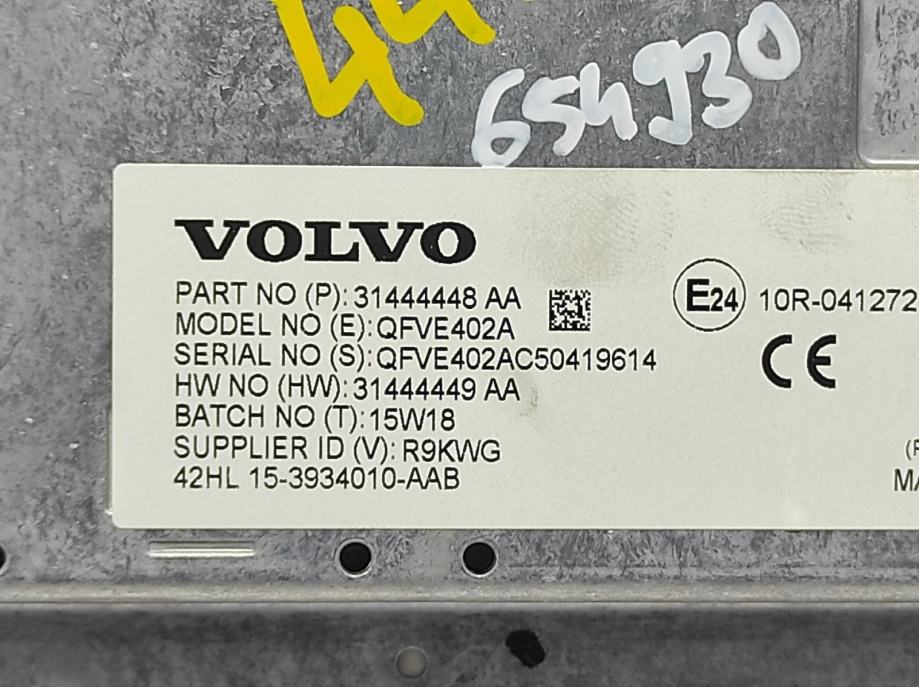 654930
VOLVO
PART NO (P): 31444448 AA
MODEL NO (E): QFVE402A
SERIAL NO (S): QFVE402AC50419614
HW NO (HW): 31444449 AA
BATCH NO (T): 15W18
SUPPLIER ID (V): R9KWG
42HL 15-3934010-AAB
E24 10R-041272
CE